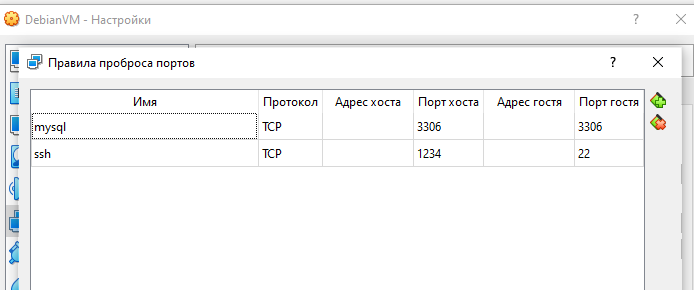 DebianVM - Настройки
Правила проброса портов
Имя Протокол Адрес хоста Порт хоста Адрес гостя Порт гостя
mysql TCP 3306 3306
ssh TCP 1234 22